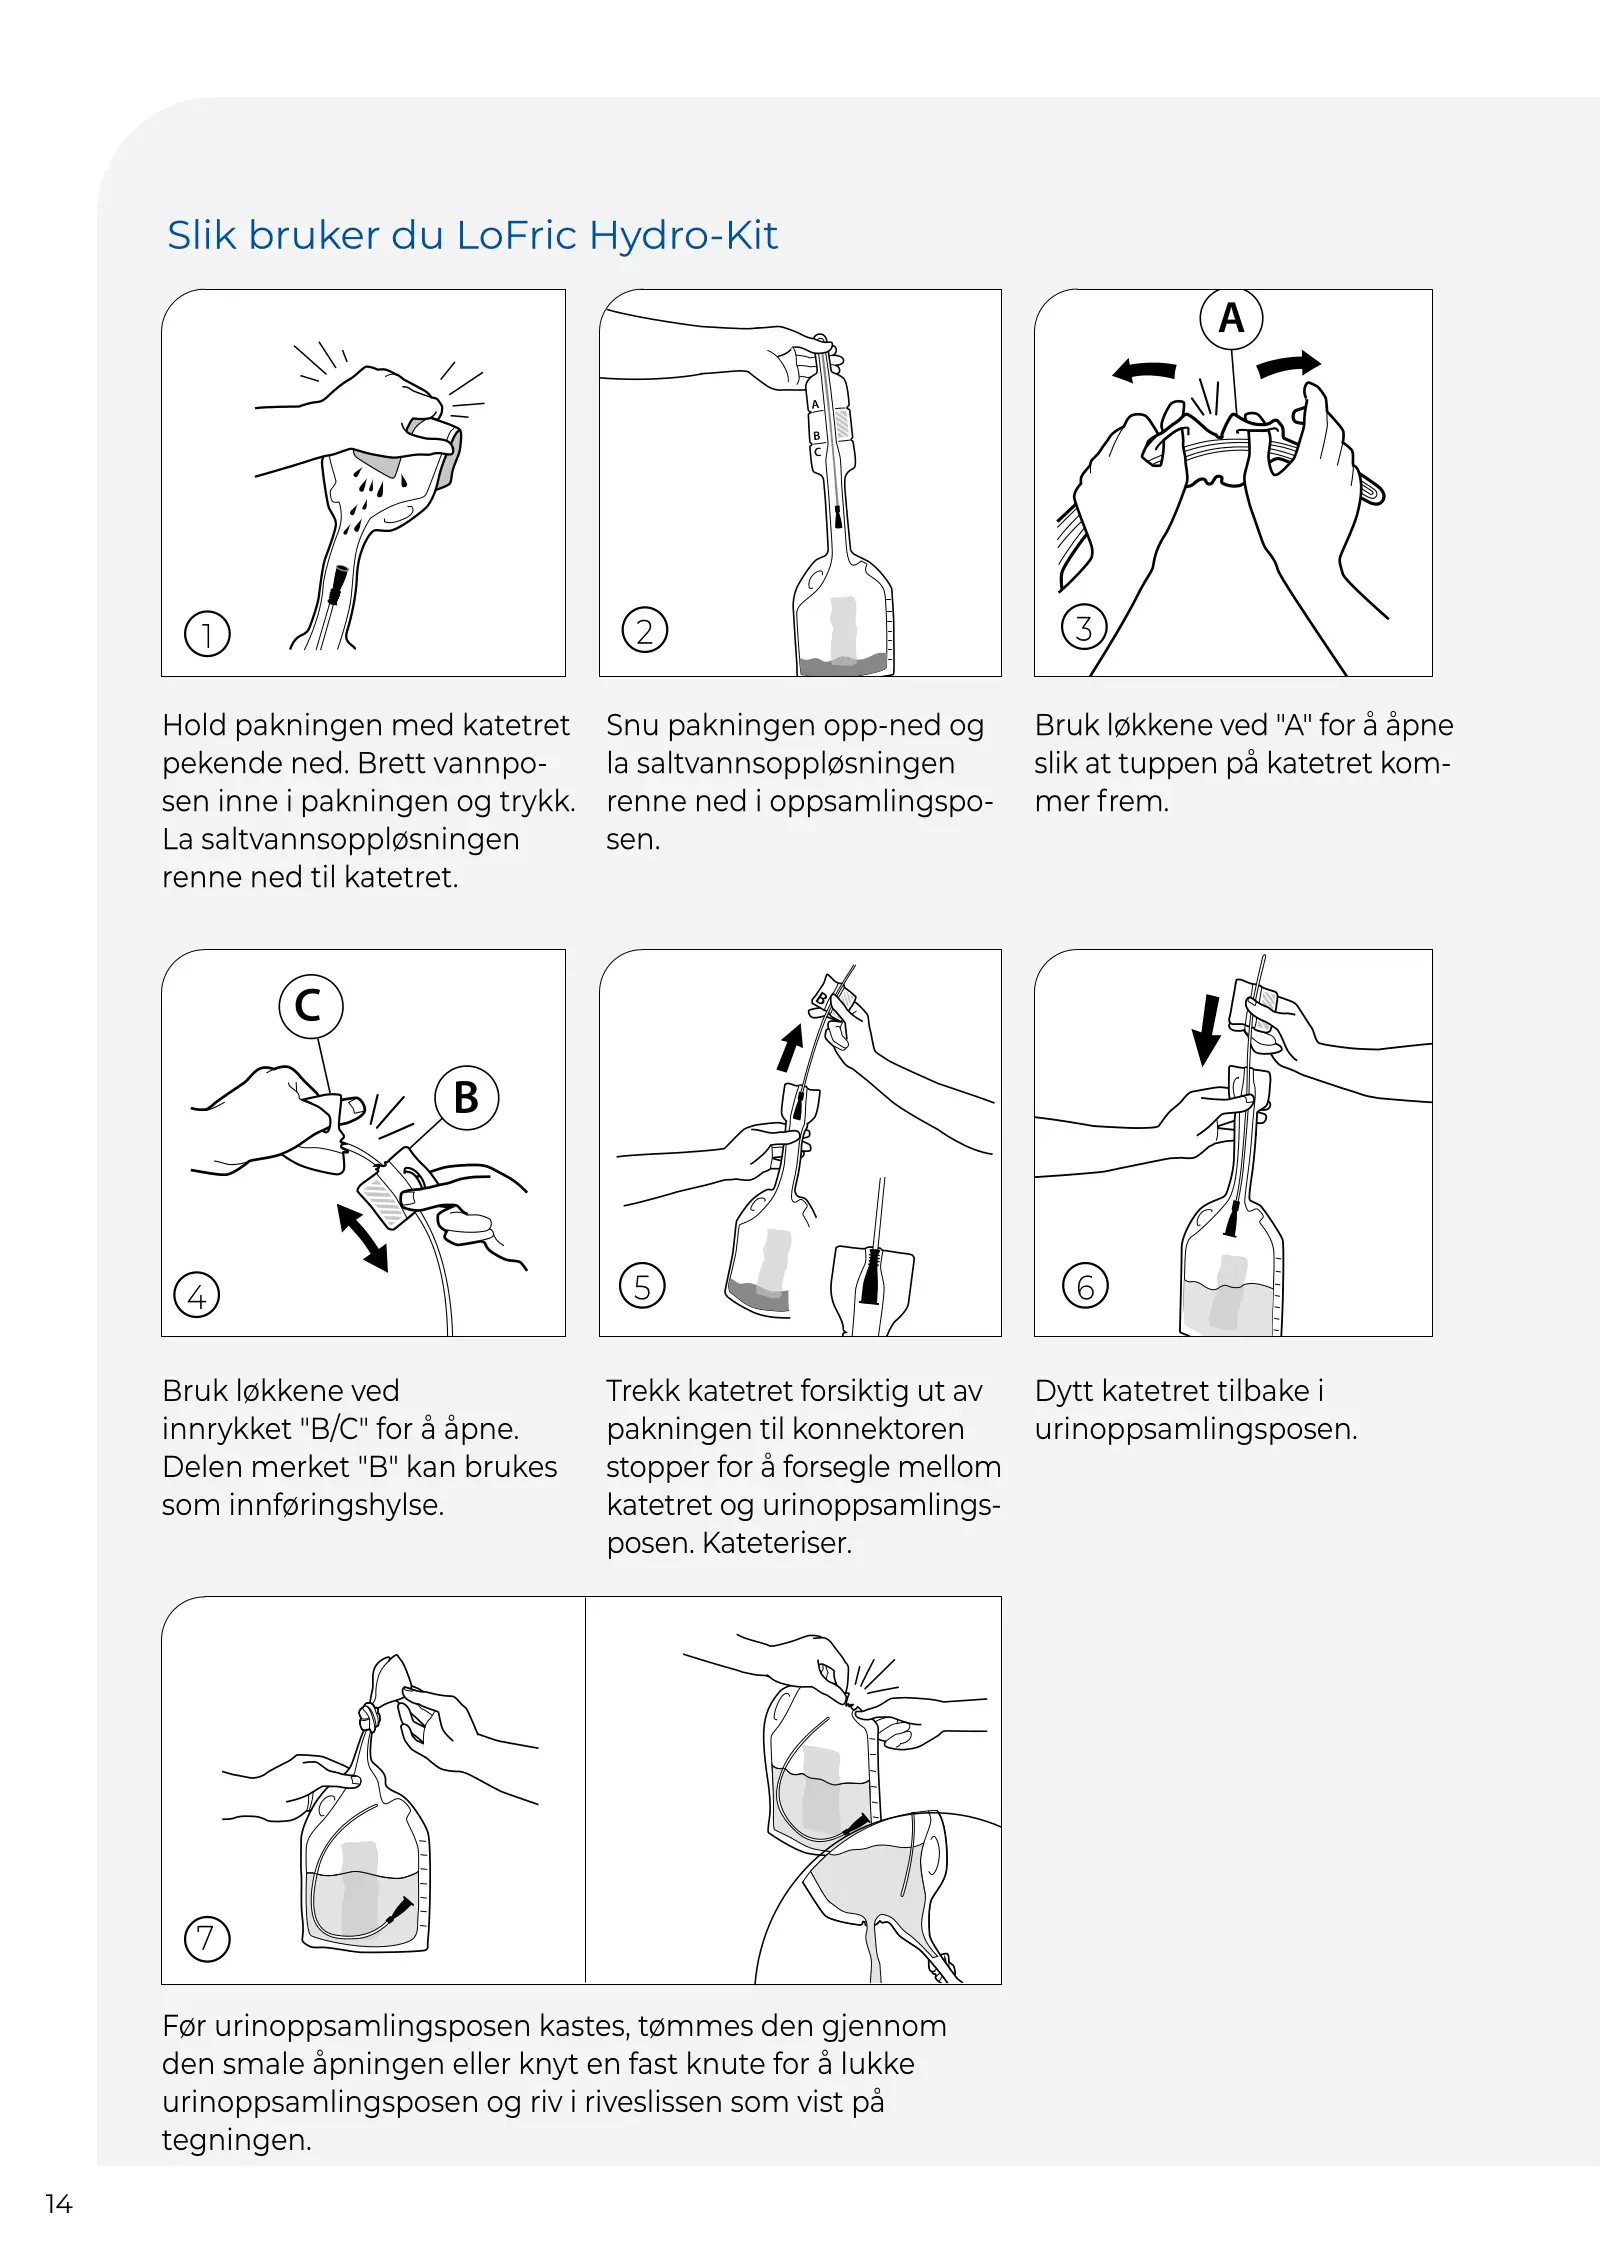 Slik bruker du LoFric Hydro-Kit
1
A
B
C
2
A
3
Hold pakningen med katetret
pekende ned. Brett vannpo-
sen inne i pakningen og trykk.
La saltvannsoppløsningen
renne ned til katetret.
Snu pakningen opp-ned og
la saltvannsoppløsningen
renne ned i oppsamlingspo-
sen.
Bruk løkkene ved "A" for å åpne
slik at tuppen på katetret kom-
mer frem.
C
B
4
B
5
6
Bruk løkkene ved
innrykket "B/C" for å åpne.
Delen merket "B" kan brukes
som innføringshylse.
Trekk katetret forsiktig ut av
pakningen til konnektoren
stopper for å forsegle mellom
katetret og urinoppsamlings-
posen. Kateteriser.
Dytt katetret tilbake i
urinoppsamlingsposen.
7
Før urinoppsamlingsposen kastes, tømmes den gjennom
den smale åpningen eller knyt en fast knute for å lukke
urinoppsamlingsposen og riv i riveslissen som vist på
tegningen.
14